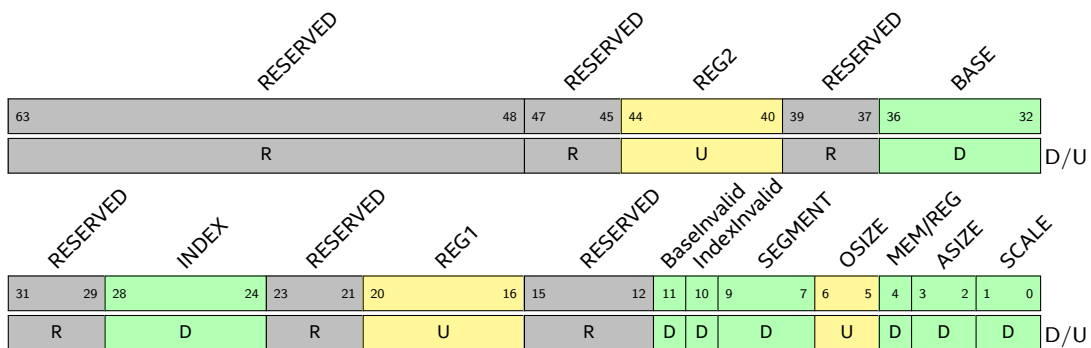 RESERVED RESERVED REG2 RESERVED BASE
63 48 47 45 44 40 39 37 36 32
R R U R D D/U
RESERVED INDEX RESERVED REG1 RESERVED BaseInvalid IndexInvalid SEGMENT OSIZE MEM/REG ASIZE SCALE
31 29 28 24 23 21 20 16 15 12 11 10 9 7 6 5 4 3 2 1 0
R D R U R D D D U D D D D/U